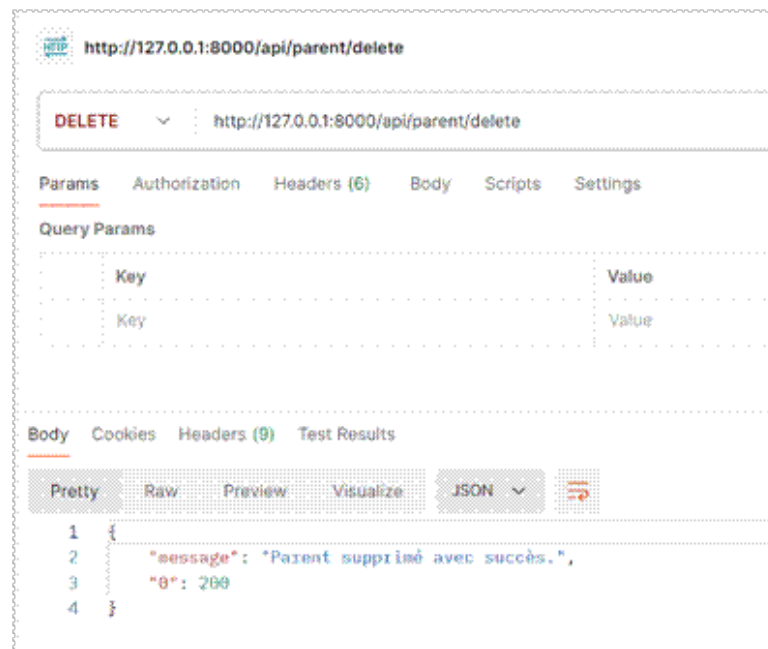 HTTP http://127.0.0.1:8000/api/parent/delete
DELETE http://127.0.0.1:8000/api/parent/delete
Params Authorization Headers (6) Body Scripts Settings
Query Params
Key Value
Key Value
Body Cookies Headers (9) Test Results
Pretty Raw Preview Visualize JSON
1 {
2 "message": "Parent supprimé avec succès.",
3 "0": 200
4 }